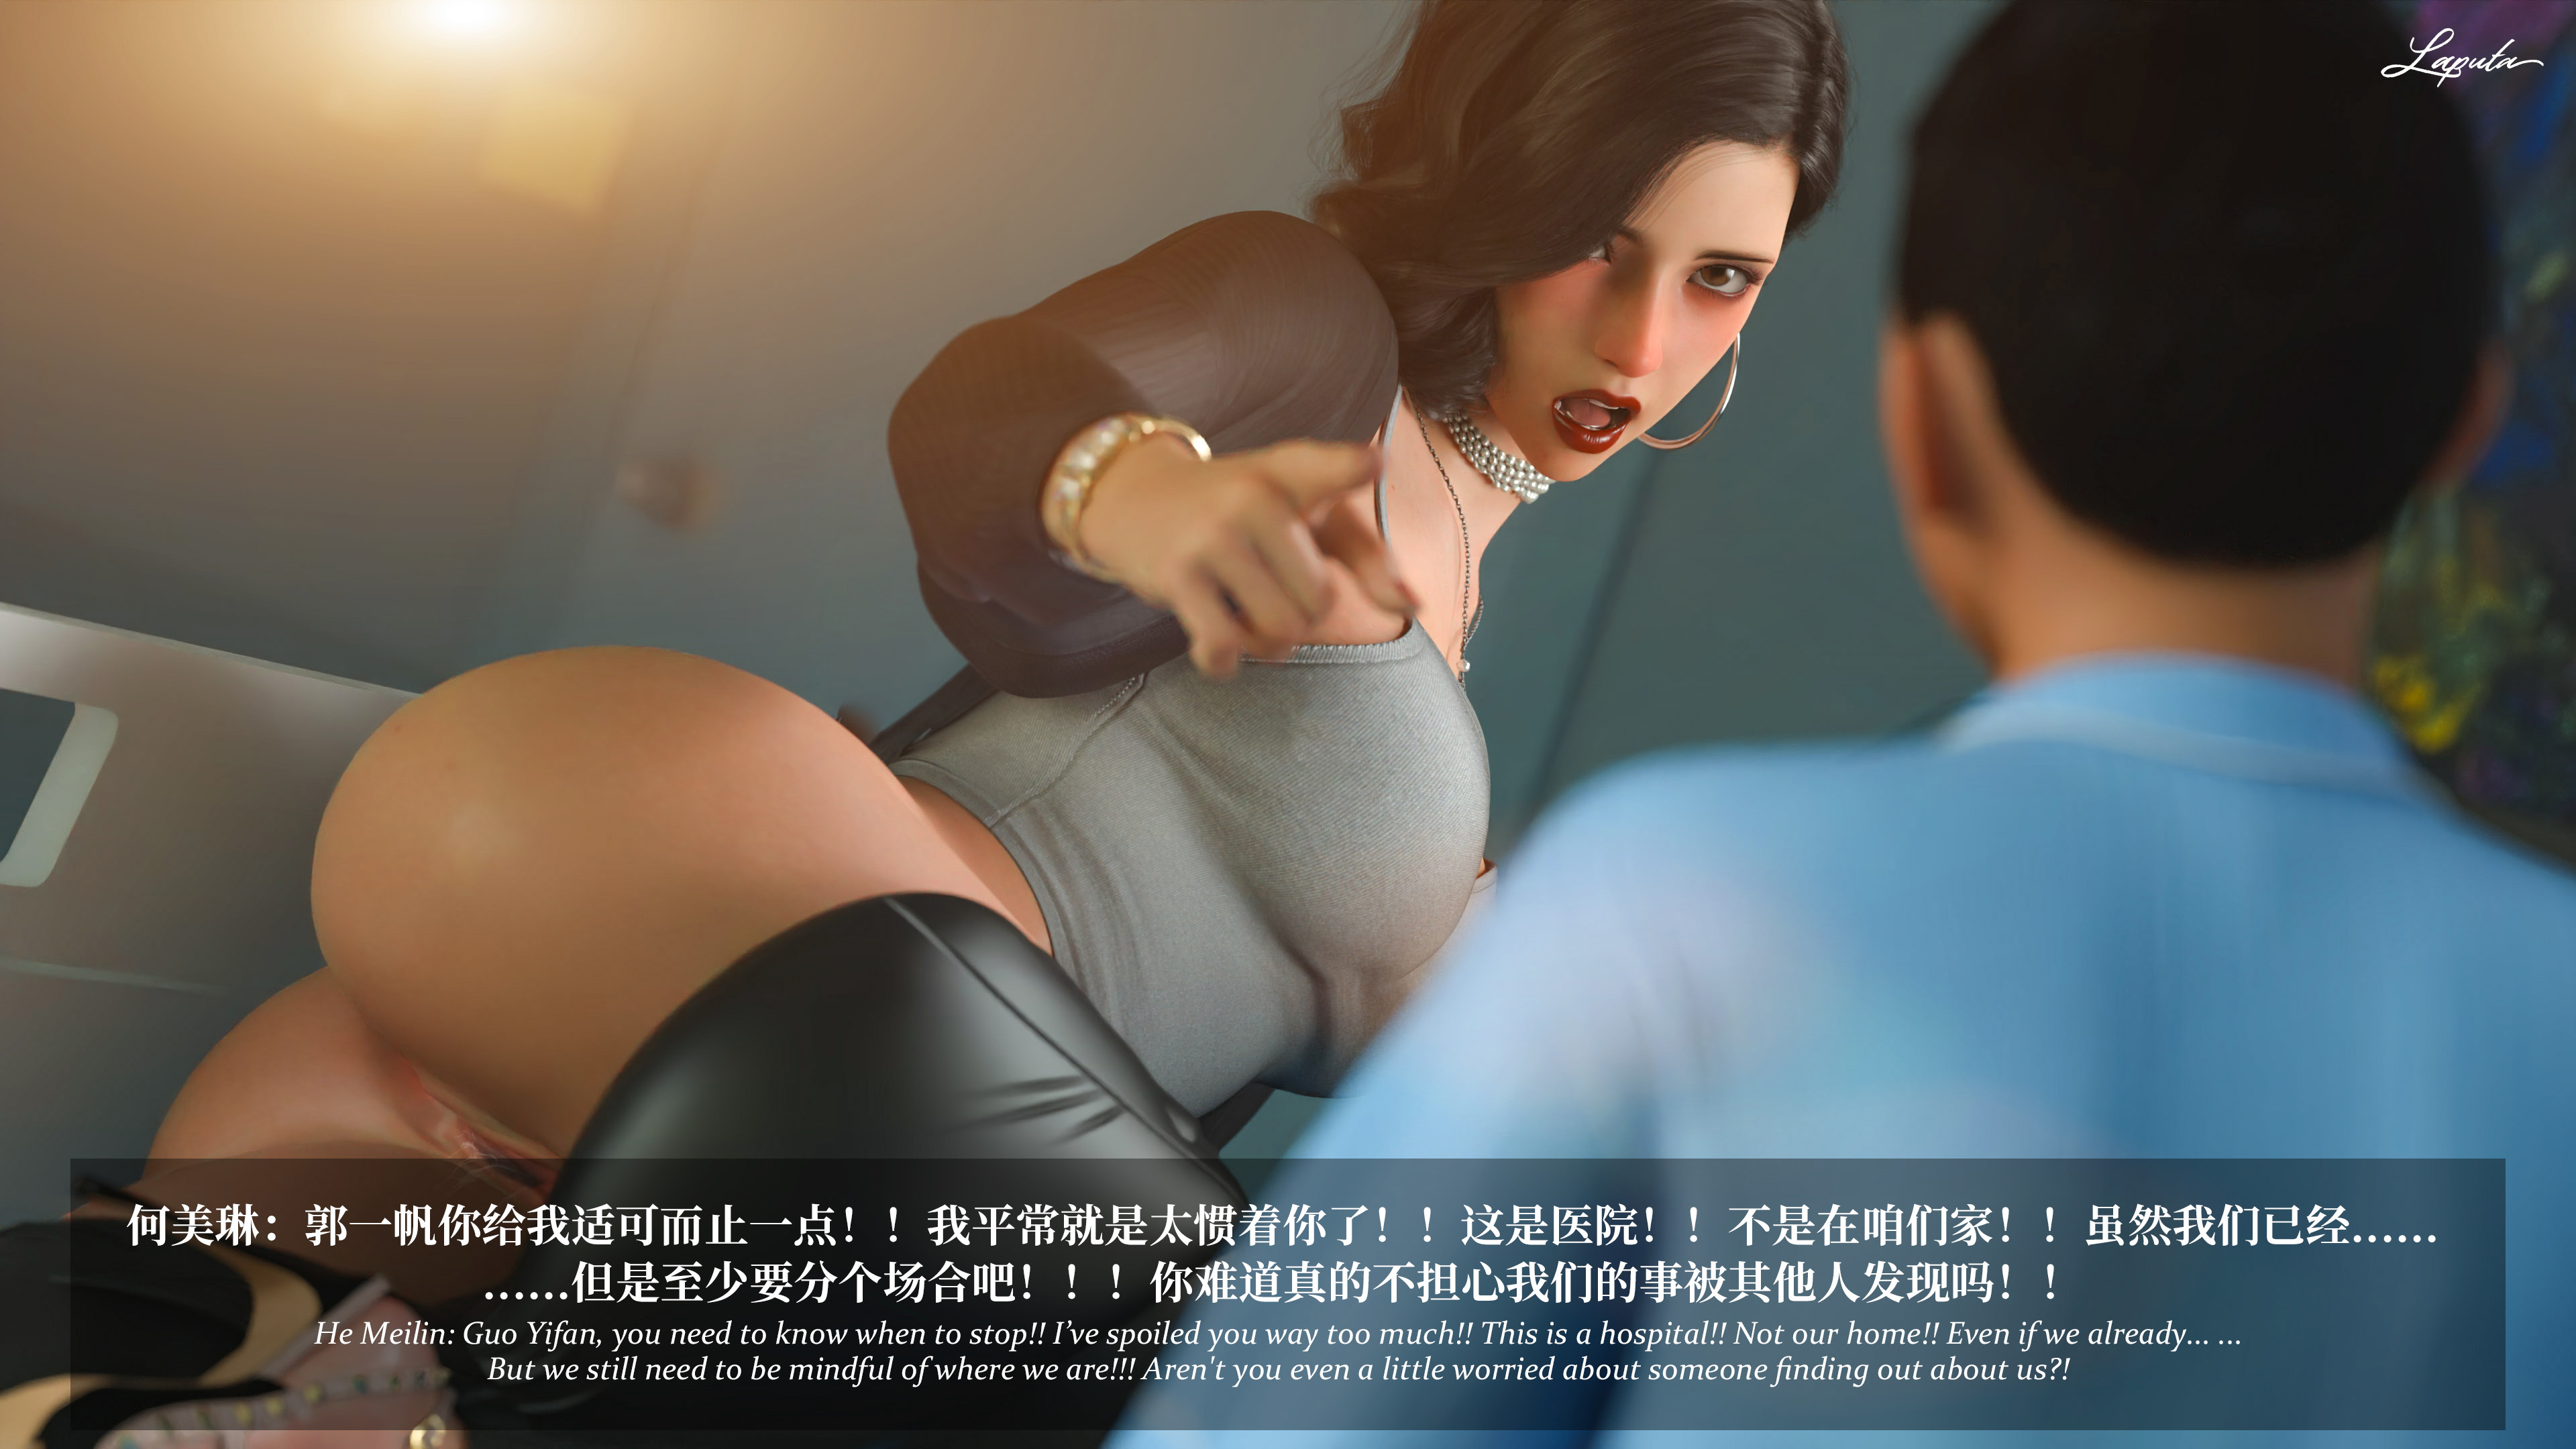 Laputa
何美琳：郭一帆你给我适可而止一点！！我平常就是太惯着你了！！这是医院！！不是在咱们家！！虽然我们已经……
……但是至少要分个场合吧！！！你难道真的不担心我们的事被其他人发现吗！！
He Meilin: Guo Yifan, you need to know when to stop!! I’ve spoiled you way too much!! This is a hospital!! Not our home!! Even if we already... ...
But we still need to be mindful of where we are!!! Aren't you even a little worried about someone finding out about us?!